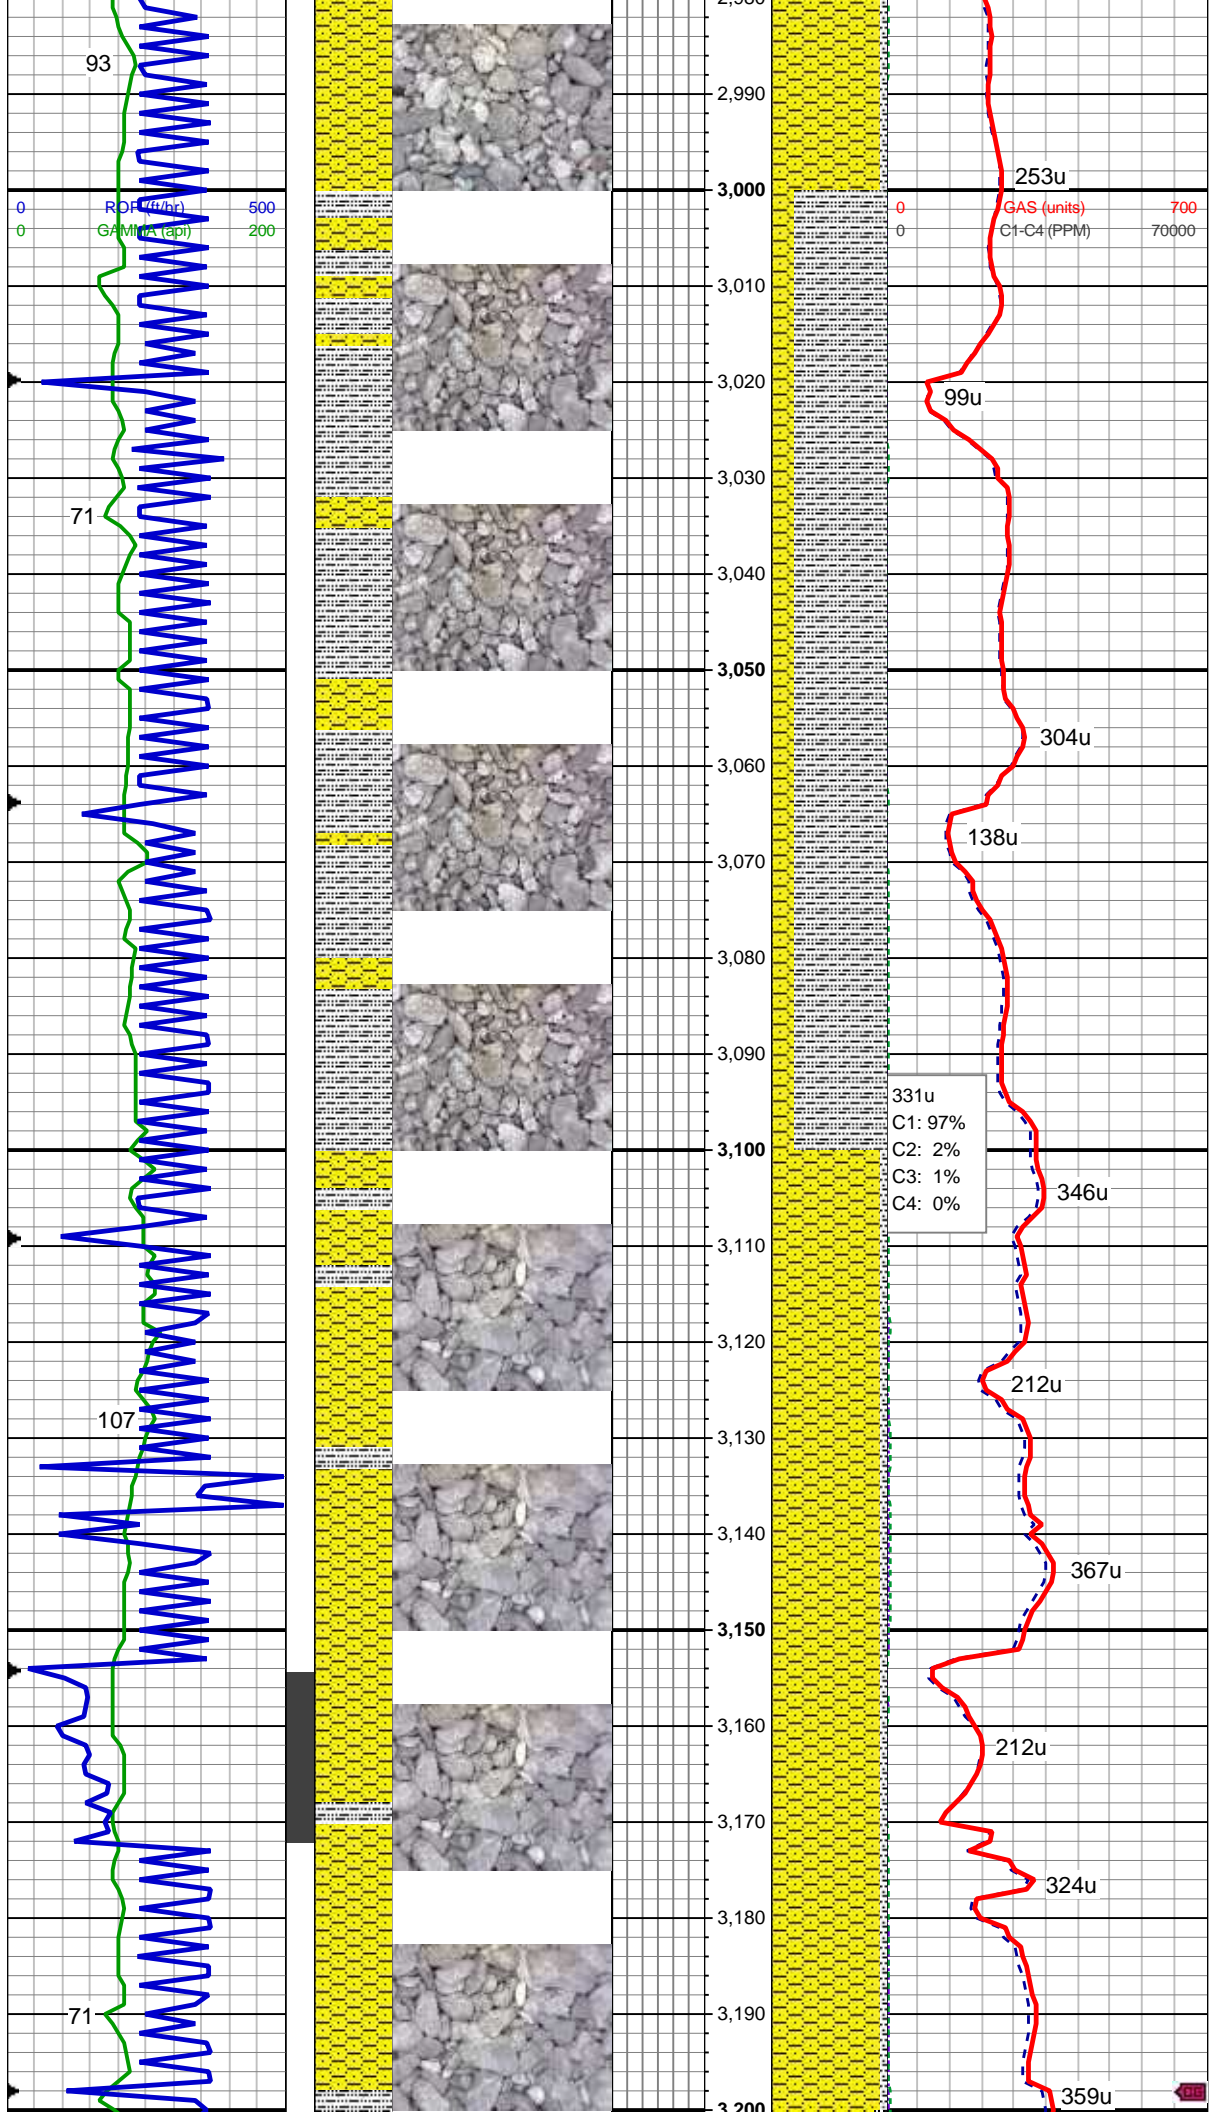 2,980
93
2,990
253u
3,000
0 ROP (ft/hr) 500
0 GAMMA (api) 200
0 GAS (units) 700
0 C1-C4 (PPM) 70000
3,010
3,020
99u
3,030
71
3,040
3,050
304u
3,060
138u
3,070
3,080
3,090
331u
C1: 97%
C2: 2%
C3: 1%
C4: 0%
3,100
346u
3,110
3,120
212u
107
3,130
3,140
367u
3,150
3,160
212u
3,170
324u
3,180
3,190
71
359u
CG
3,200